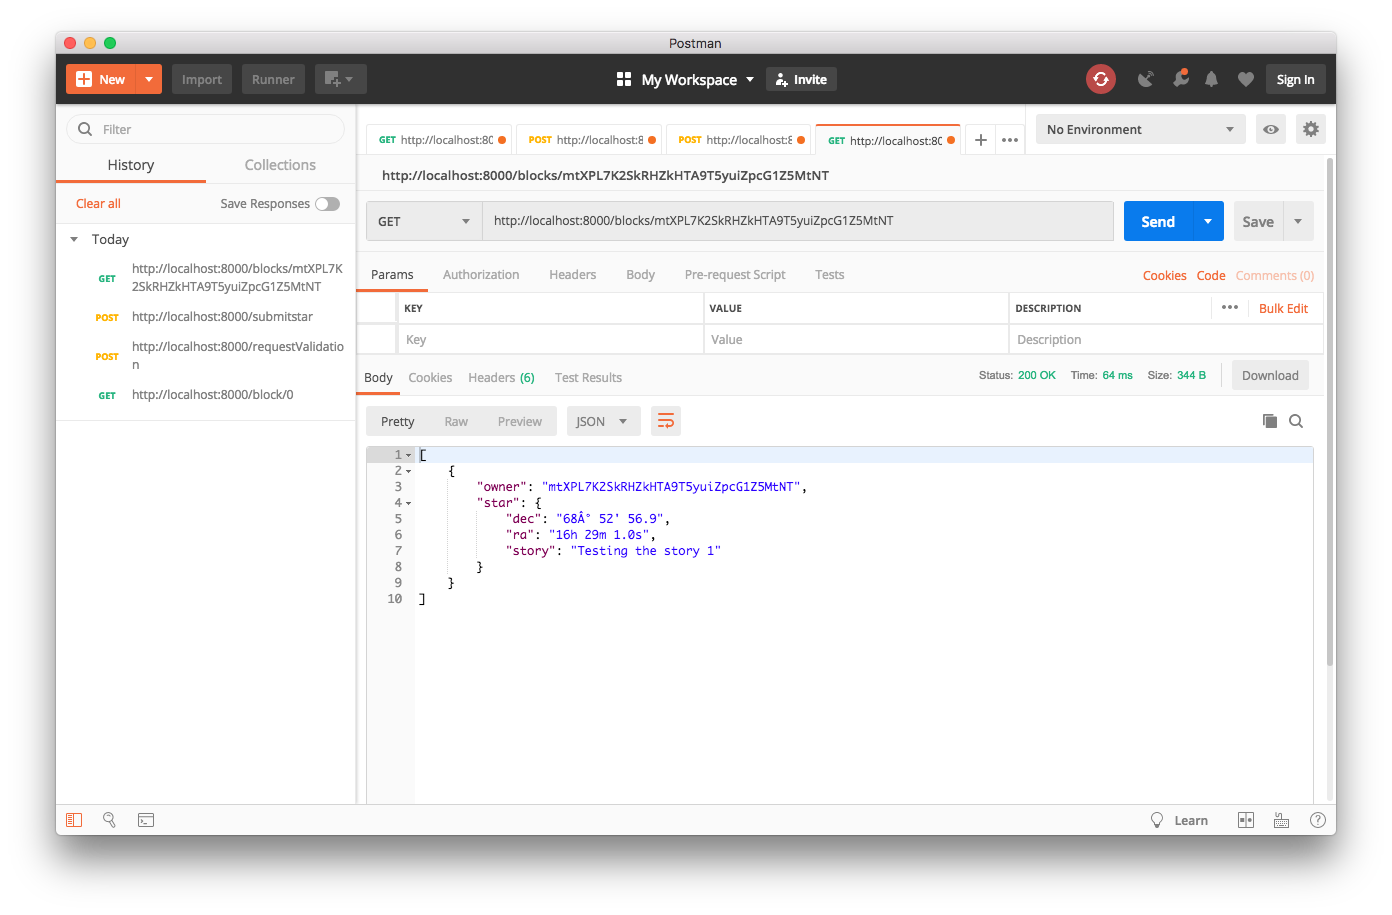 Postman
New
Import
Runner
My Workspace
Invite
Sign In
Filter
History
Collections
Clear all
Save Responses
Today
GET
http://localhost:8000/blocks/mtXPL7K
2SkRHZkHTA9T5yuiZpcG1Z5MtNT
POST
http://localhost:8000/submitstar
POST
http://localhost:8000/requestValidatio
n
GET
http://localhost:8000/block/0
GET http://localhost:80
POST http://localhost:8
POST http://localhost:8
GET http://localhost:80
No Environment
http://localhost:8000/blocks/mtXPL7K2SkRHZkHTA9T5yuiZpcG1Z5MtNT
GET
http://localhost:8000/blocks/mtXPL7K2SkRHZkHTA9T5yuiZpcG1Z5MtNT
Send
Save
Params
Authorization
Headers
Body
Pre-request Script
Tests
Cookies
Code
Comments (0)
KEY
VALUE
DESCRIPTION
Bulk Edit
Key
Value
Description
Body
Cookies
Headers (6)
Test Results
Status: 200 OK
Time: 64 ms
Size: 344 B
Download
Pretty
Raw
Preview
JSON
1 [
2 {
3 "owner": "mtXPL7K2SkRHZkHTA9T5yuiZpcG1Z5MtNT",
4 "star": {
5 "dec": "68Â° 52' 56.9",
6 "ra": "16h 29m 1.0s",
7 "story": "Testing the story 1"
8 }
9 }
10 ]
Learn